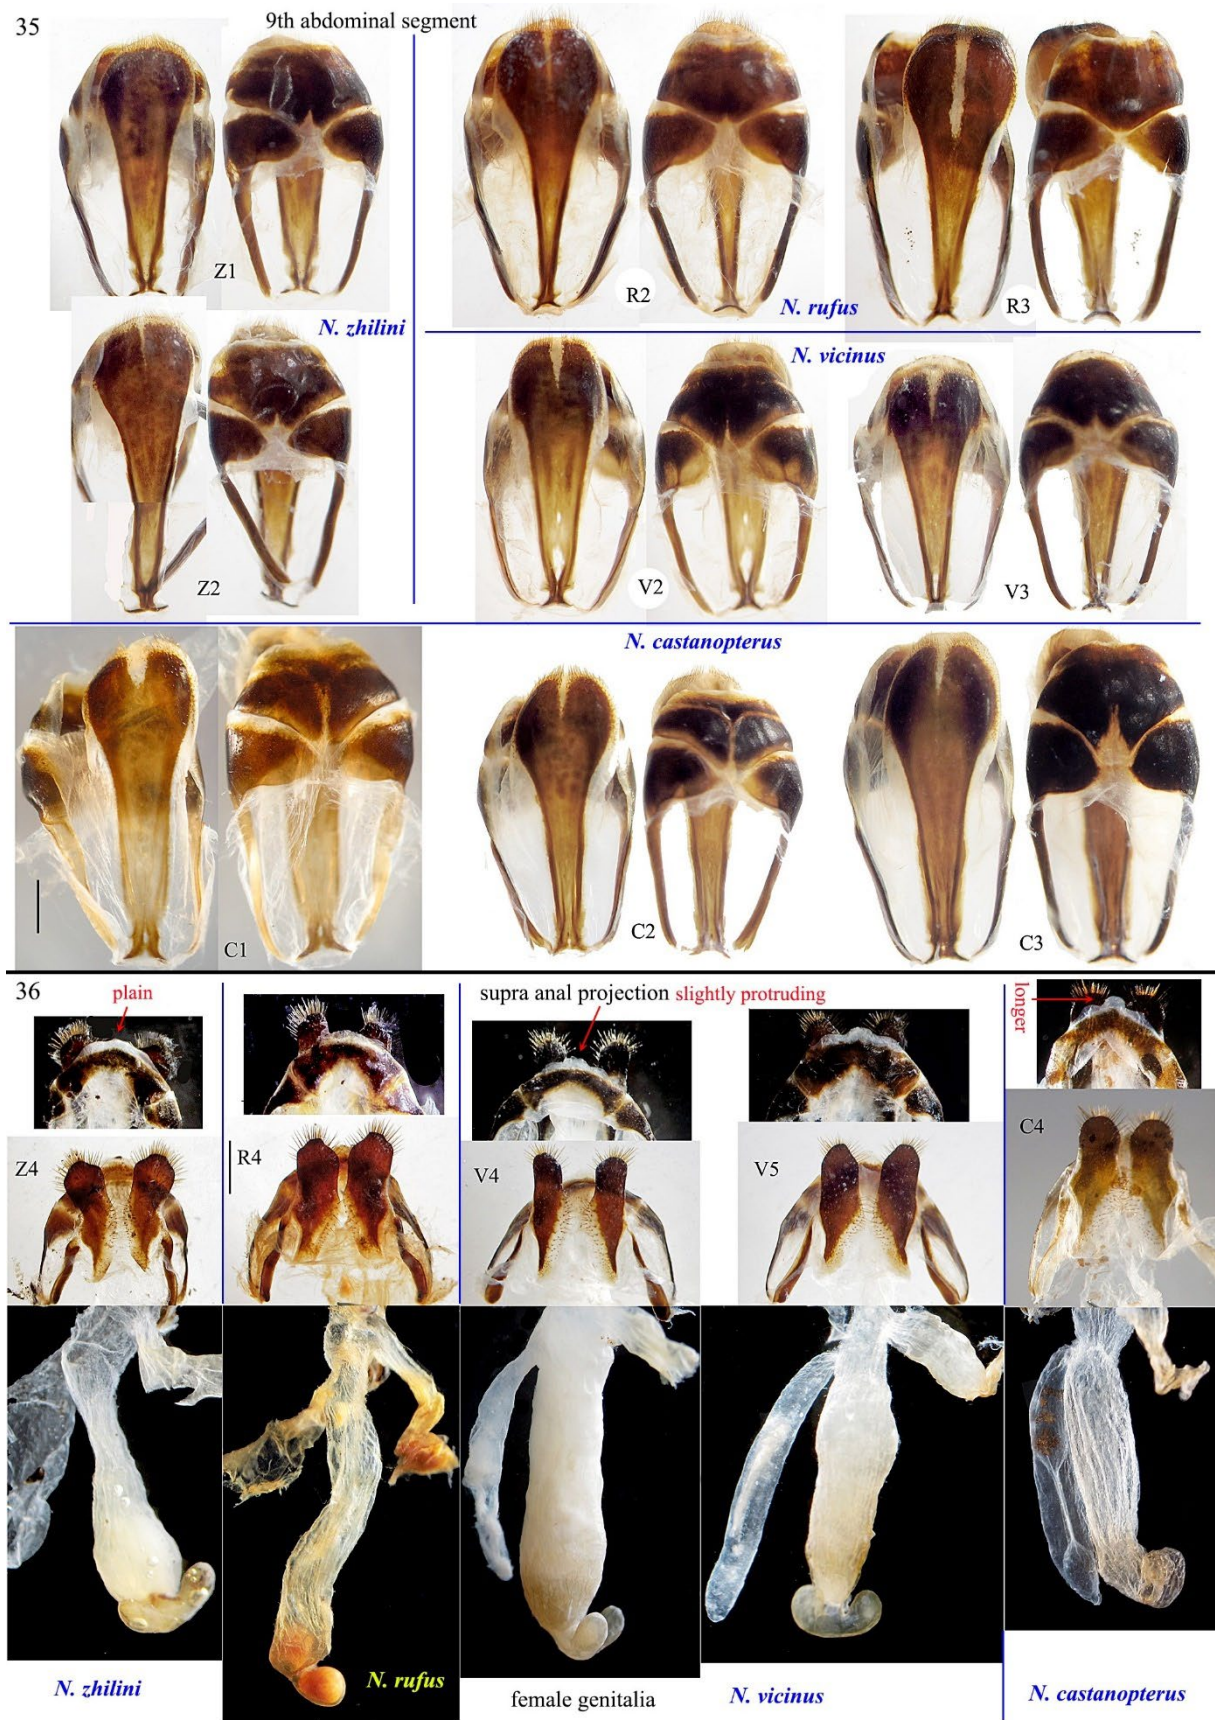 35
9th abdominal segment
Z1
R2
R3
N. zhilini
N. rufus
N. vicinus
Z2
V2
V3
N. castanopterus
C1
C2
C3
36
plain
supra anal projection slightly protruding
longer
Z4
R4
V4
V5
C4
N. zhilini
N. rufus
female genitalia
N. vicinus
N. castanopterus